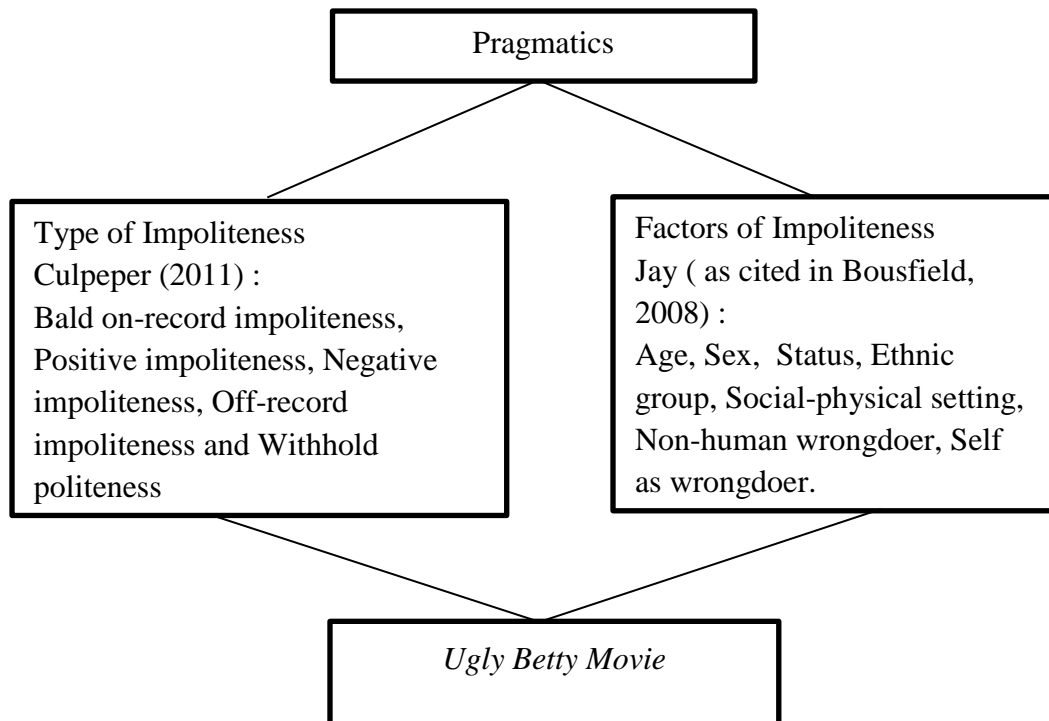 Pragmatics
Type of Impoliteness
Culpeper (2011) :
Bald on-record impoliteness,
Positive impoliteness, Negative
impoliteness, Off-record
impoliteness and Withhold
politeness
Factors of Impoliteness
Jay ( as cited in Bousfield,
2008) :
Age, Sex, Status, Ethnic
group, Social-physical setting,
Non-human wrongdoer, Self
as wrongdoer.
Ugly Betty Movie